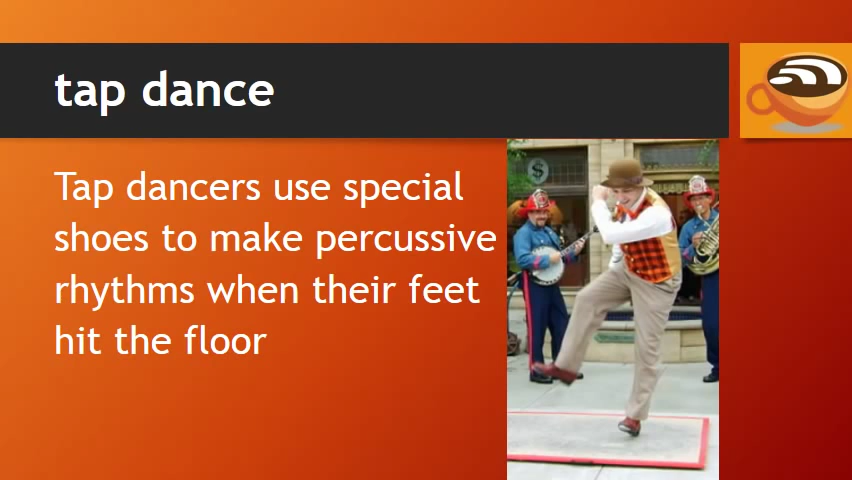 tap dance
Tap dancers use special
shoes to make percussive
rhythms when their feet
hit the floor
$